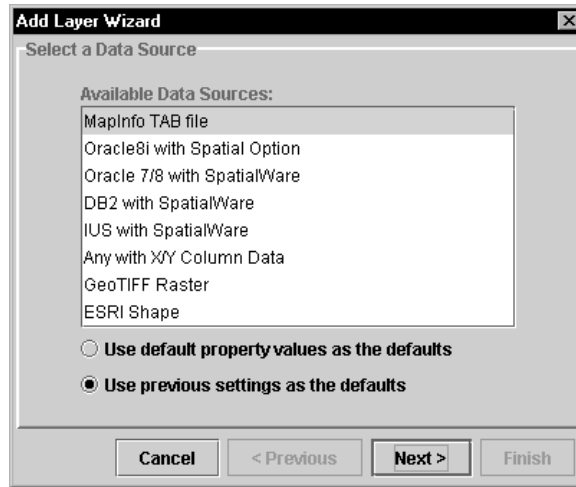 Add Layer Wizard
Select a Data Source
Available Data Sources:
MapInfo TAB file
Oracle8i with Spatial Option
Oracle 7/8 with SpatialWare
DB2 with SpatialWare
IUS with SpatialWare
Any with X/Y Column Data
GeoTIFF Raster
ESRI Shape
Use default property values as the defaults
Use previous settings as the defaults
Cancel < Previous Next > Finish